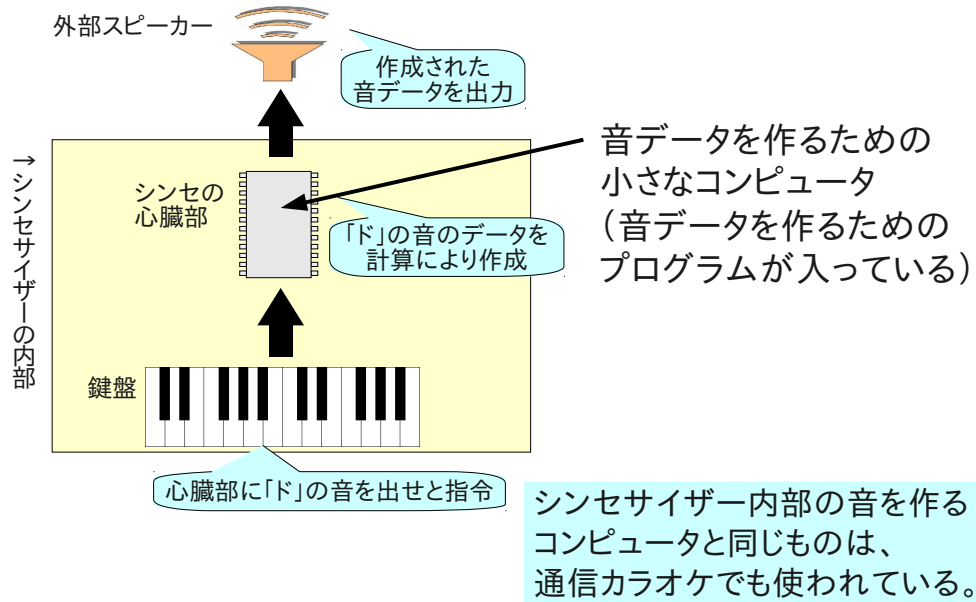 外部スピーカー
作成された
音データを出力
→シンセサイザーの内部
シンセの
心臓部
「ド」の音のデータを
計算により作成
音データを作るための
小さなコンピュータ
（音データを作るための
プログラムが入っている）
鍵盤
心臓部に「ド」の音を出せと指令
シンセサイザー内部の音を作る
コンピュータと同じものは、
通信カラオケでも使われている。